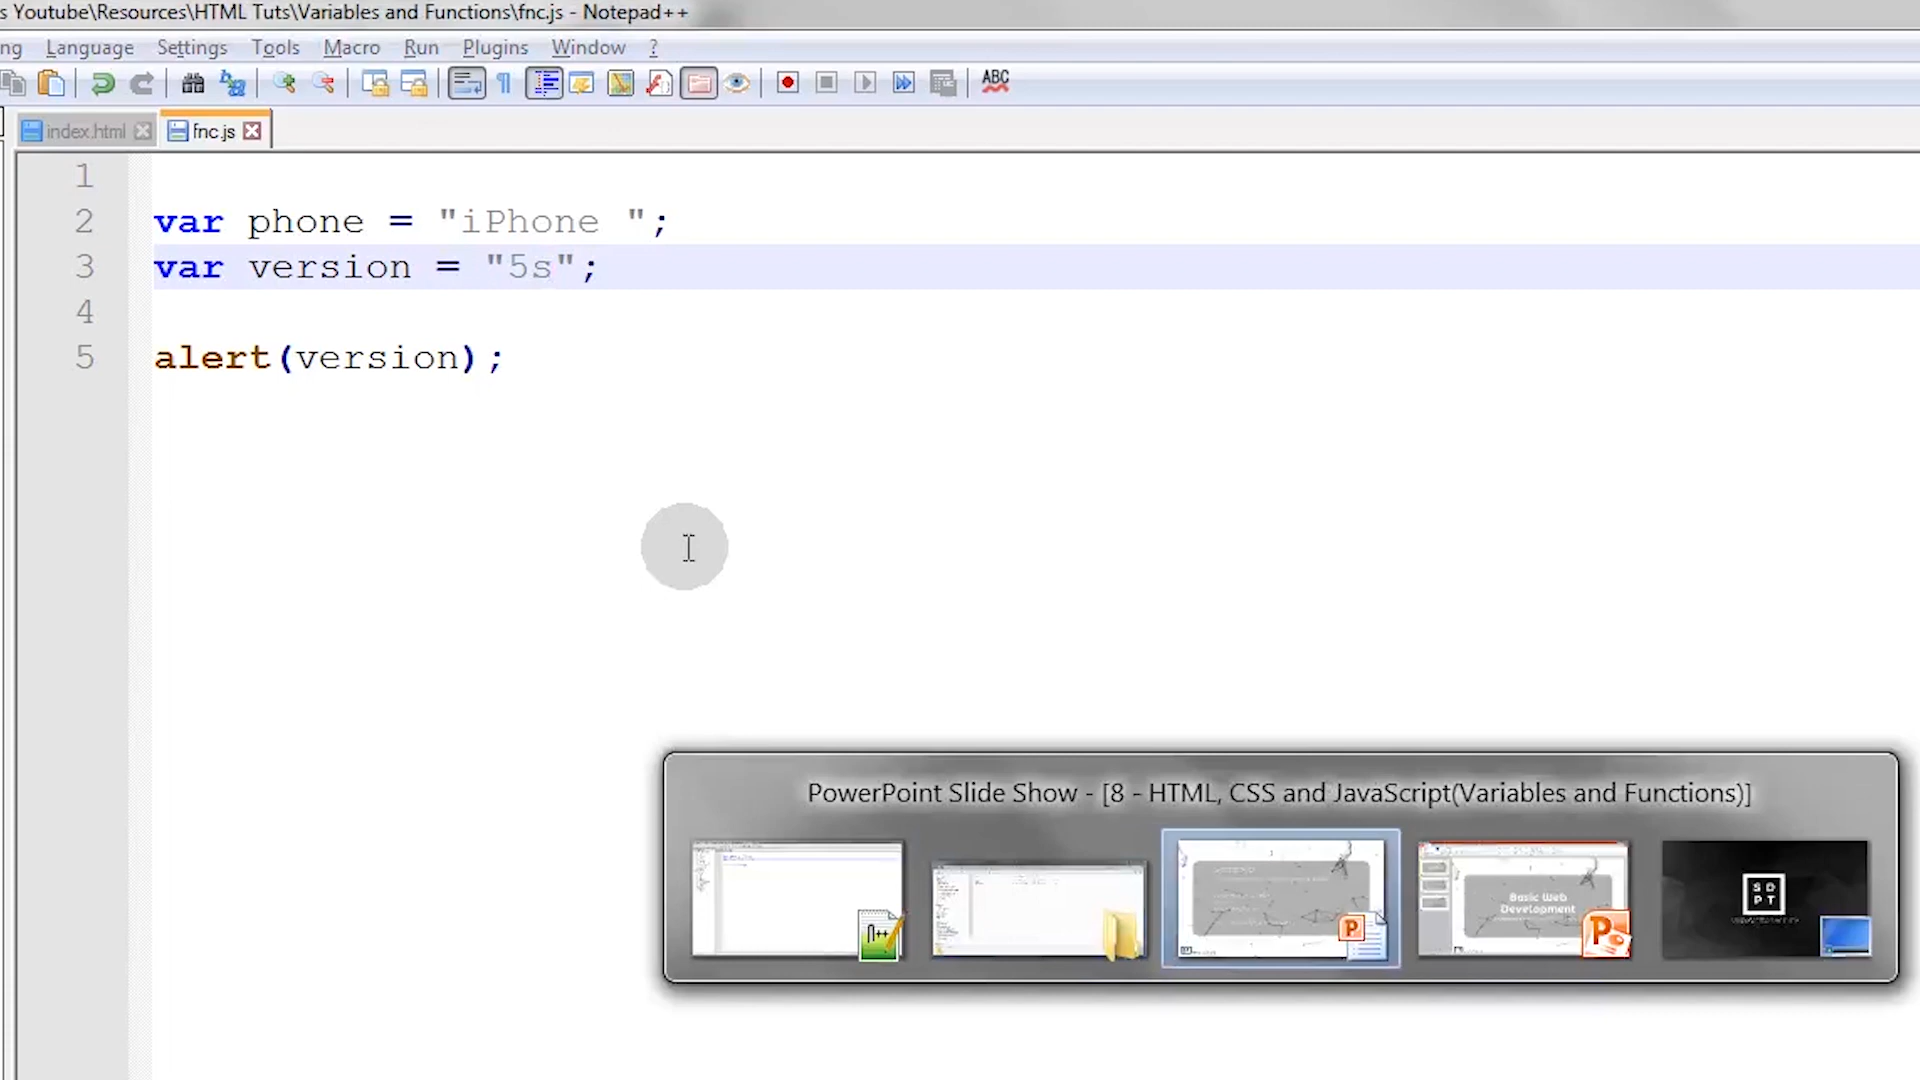 s Youtube\Resources\HTML Tuts\Variables and Functions\fnc.js - Notepad++
ng Language Settings Tools Macro Run Plugins Window ?
ABC
index.html fnc.js
1
2 var phone = "iPhone ";
3 var version = "5s";
4
5 alert(version);
PowerPoint Slide Show - [8 - HTML, CSS and JavaScript(Variables and Functions)]
Basic Web
Development
SD
PT